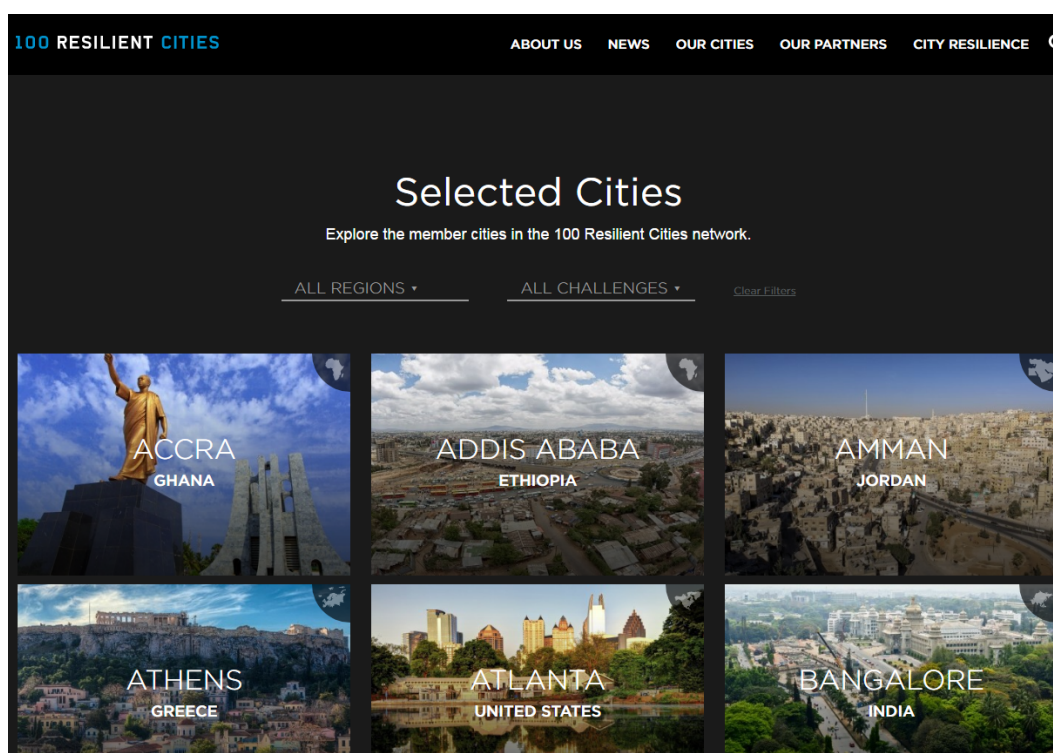 100 RESILIENT CITIES
ABOUT US NEWS OUR CITIES OUR PARTNERS CITY RESILIENCE
Selected Cities
Explore the member cities in the 100 Resilient Cities network.
ALL REGIONS ▾ ALL CHALLENGES ▾ Clear Filters
ACCRA
GHANA
ADDIS ABABA
ETHIOPIA
AMMAN
JORDAN
ATHENS
GREECE
ATLANTA
UNITED STATES
BANGALORE
INDIA